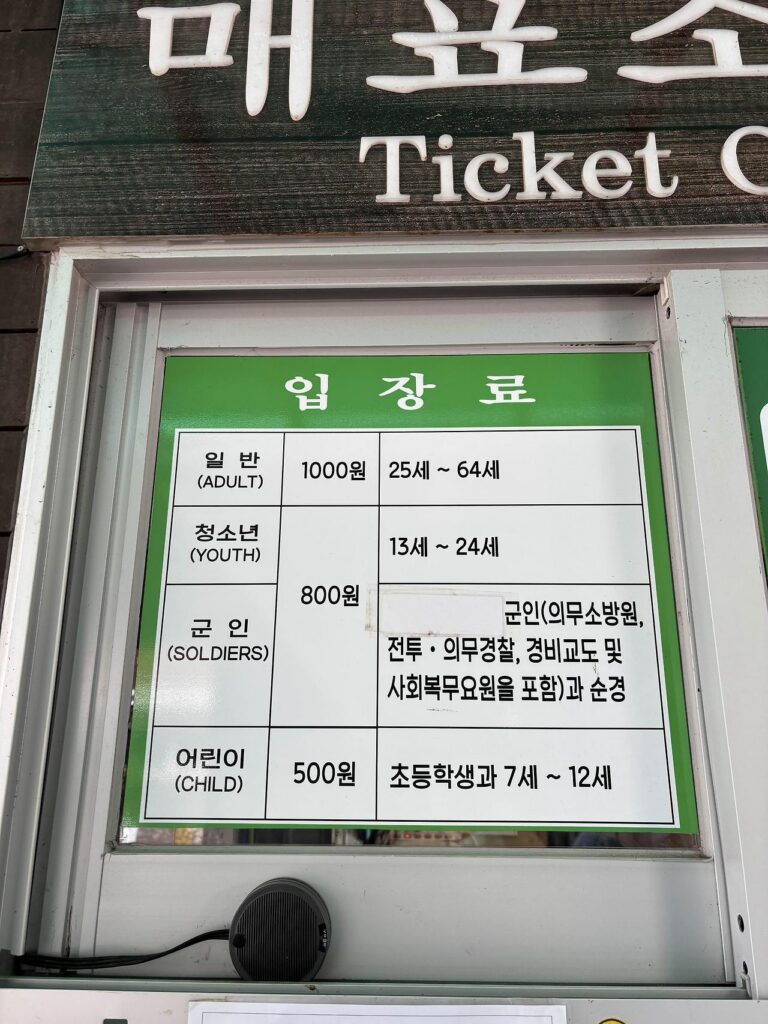 매표소
Ticket
입 장 료
일 반
(ADULT)
1000원
25세 ~ 64세
청소년
(YOUTH)
800원
13세 ~ 24세
군 인
(SOLDIERS)
군인(의무소방원,
전투·의무경찰, 경비교도 및
사회복무요원을 포함)과 순경
어린이
(CHILD)
500원
초등학생과 7세 ~ 12세